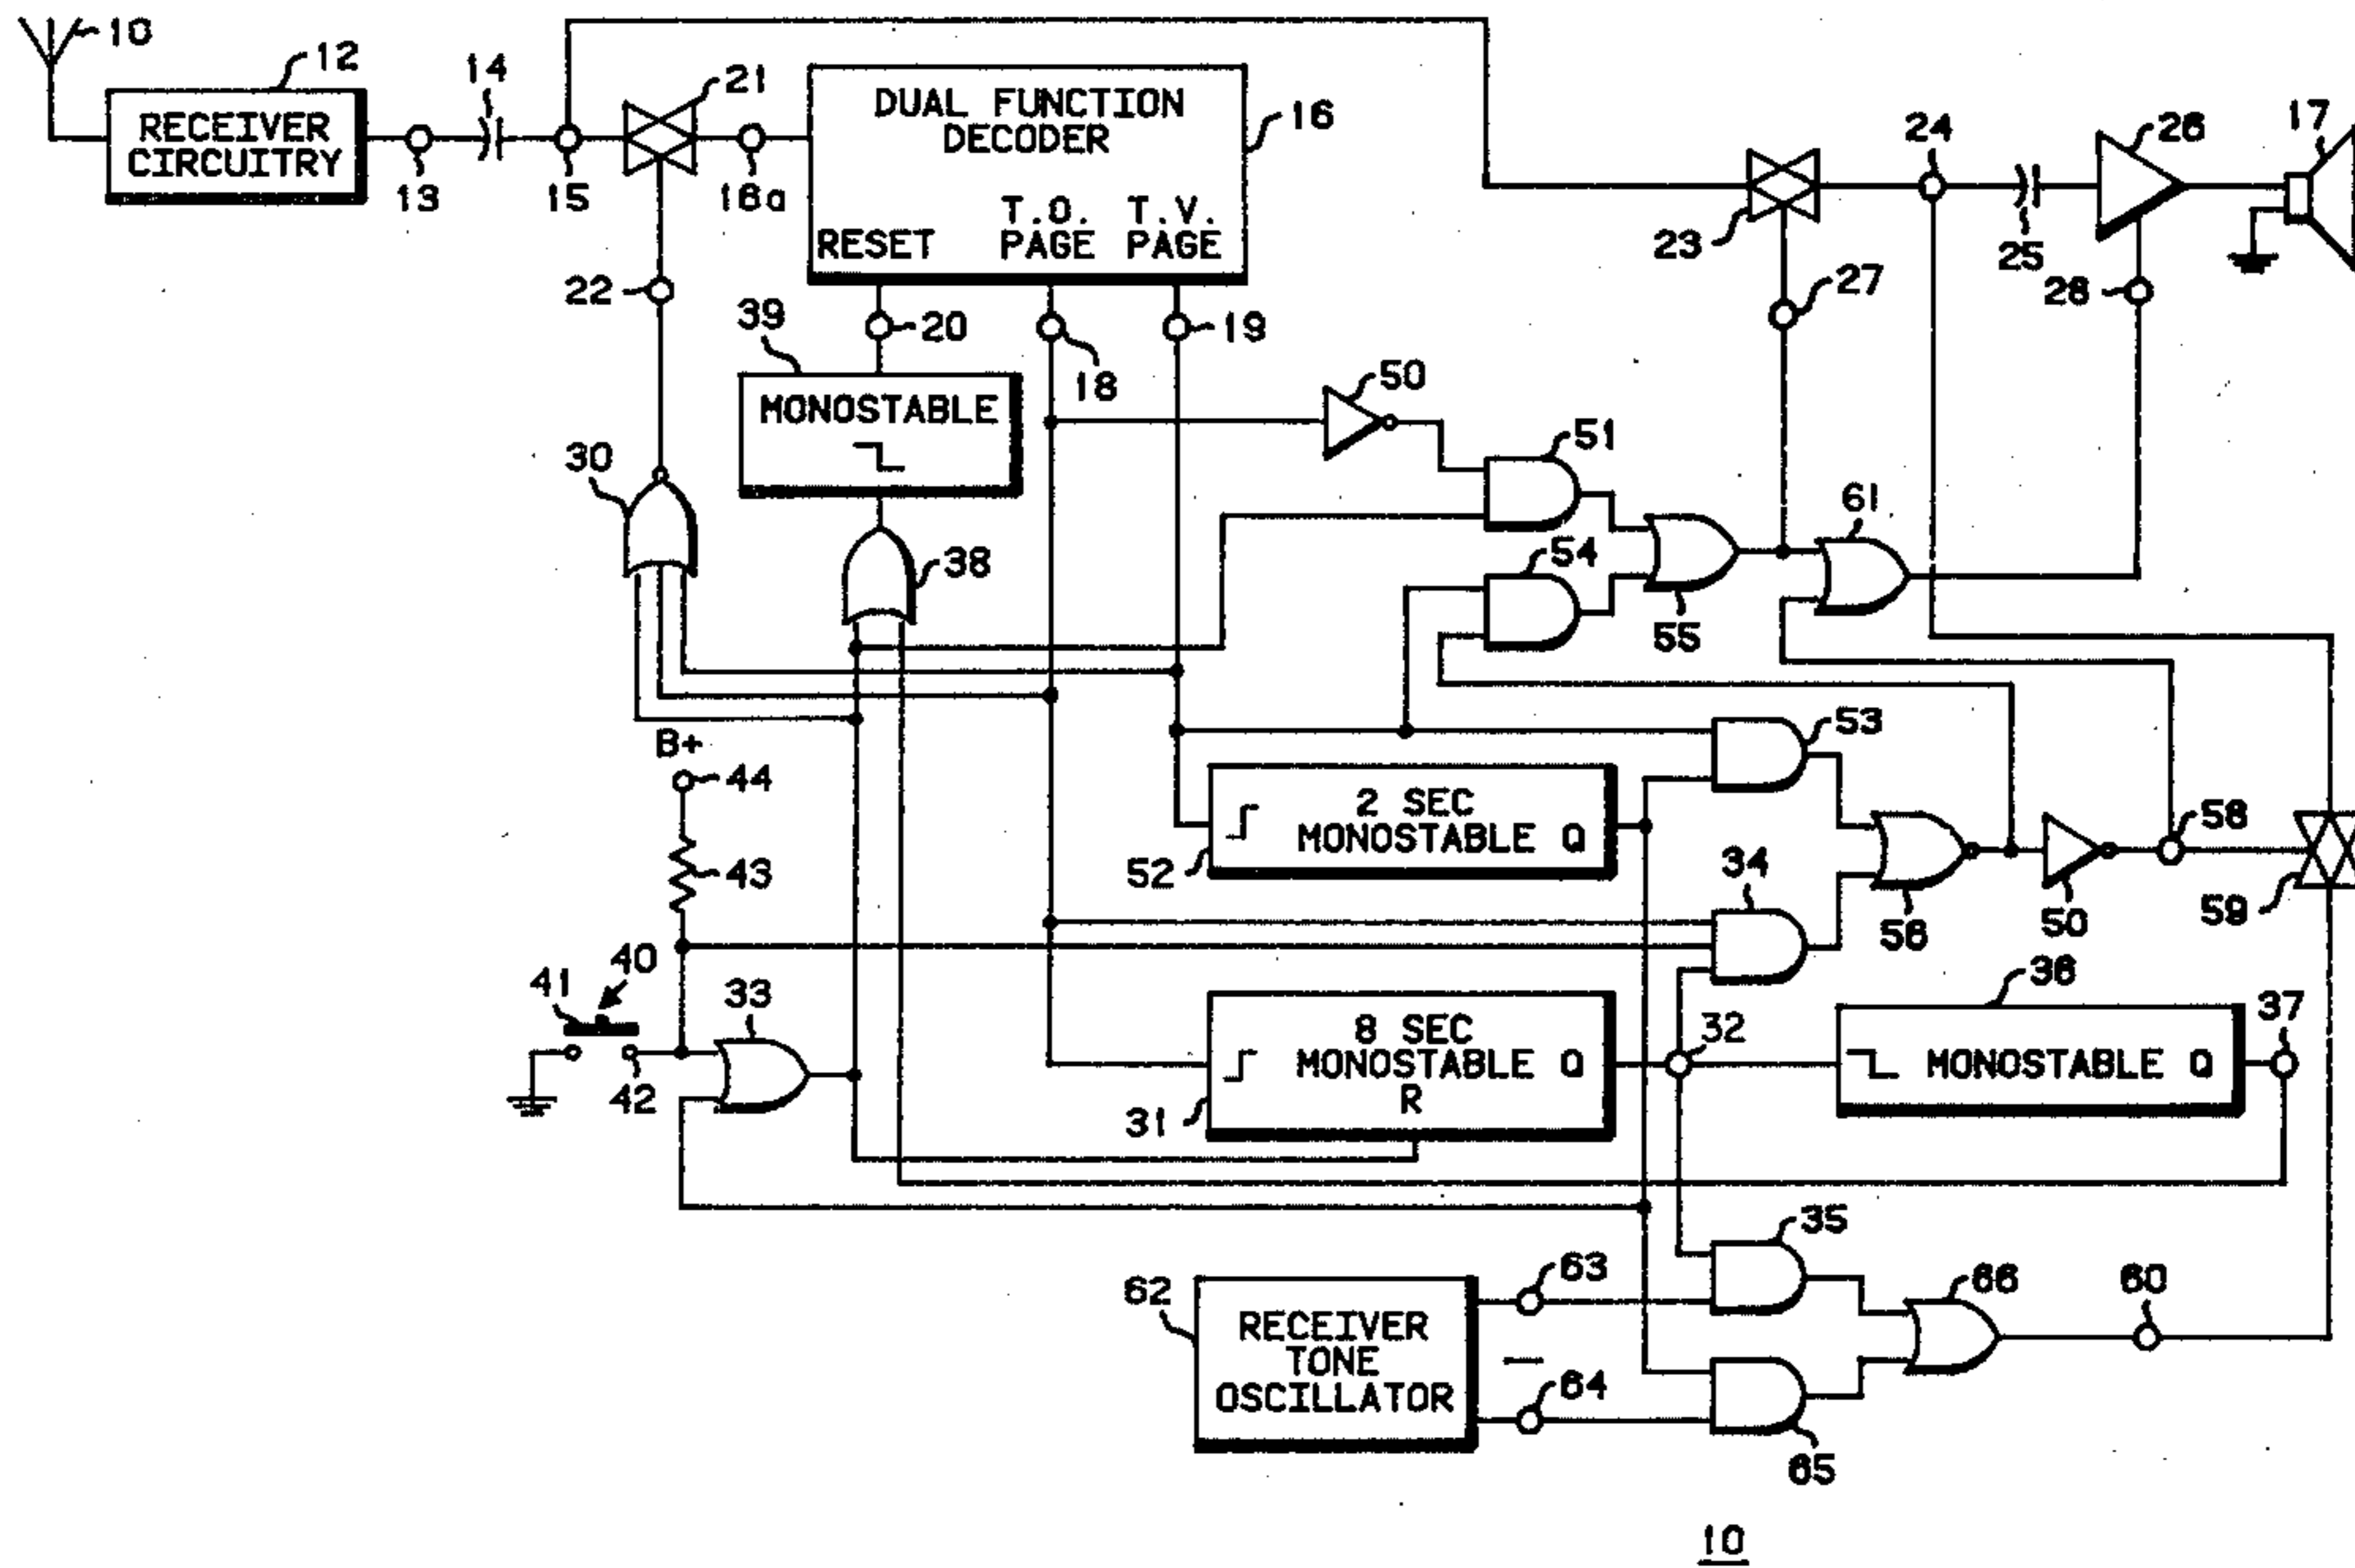 10
12
14
21
DUAL FUNCTION
DECODER
16
RECEIVER
CIRCUITRY
13
15
16a
RESET
T.O.
PAGE
T.V.
PAGE
24
26
17
23
25
27
28
22
39
20
18
19
MONOSTABLE
50
51
30
38
54
61
55
B+
44
53
2 SEC
MONOSTABLE Q
52
43
34
58
56
50
59
41
40
33
42
8 SEC
MONOSTABLE Q
R
31
32
36
MONOSTABLE Q
37
35
62
63
66
60
RECEIVER
TONE
OSCILLATOR
64
65
10